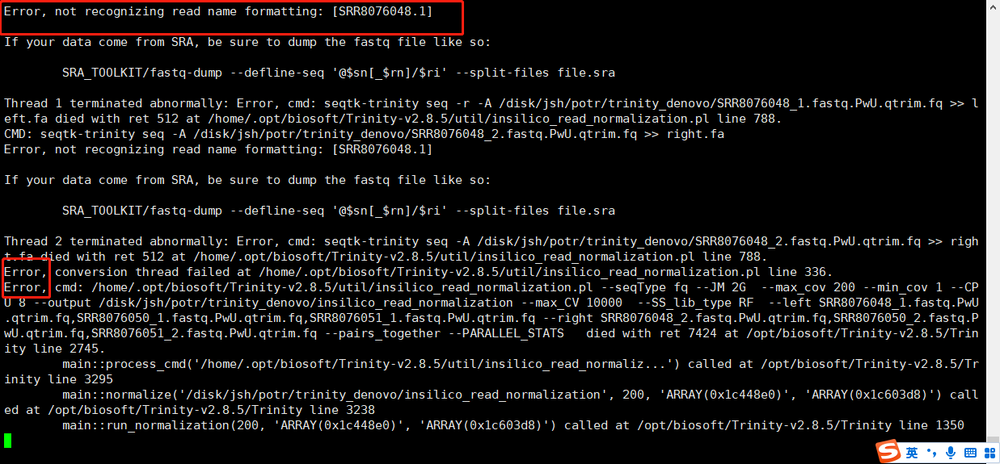 Error, not recognizing read name formatting: [SRR8076048.1]
If your data come from SRA, be sure to dump the fastq file like so:
SRA_TOOLKIT/fastq-dump --defline-seq '@$sn[_$rn]/$ri' --split-files file.sra
Thread 1 terminated abnormally: Error, cmd: seqtk-trinity seq -r -A /disk/jsh/potr/trinity_denovo/SRR8076048_1.fastq.PwU.qtrim.fq >> l
eft.fa died with ret 512 at /home/.opt/biosoft/Trinity-v2.8.5/util/insilico_read_normalization.pl line 788.
CMD: seqtk-trinity seq -A /disk/jsh/potr/trinity_denovo/SRR8076048_2.fastq.PwU.qtrim.fq >> right.fa
Error, not recognizing read name formatting: [SRR8076048.1]
If your data come from SRA, be sure to dump the fastq file like so:
SRA_TOOLKIT/fastq-dump --defline-seq '@$sn[_$rn]/$ri' --split-files file.sra
Thread 2 terminated abnormally: Error, cmd: seqtk-trinity seq -A /disk/jsh/potr/trinity_denovo/SRR8076048_2.fastq.PwU.qtrim.fq >> righ
t.fa died with ret 512 at /home/.opt/biosoft/Trinity-v2.8.5/util/insilico_read_normalization.pl line 788.
Error, conversion thread failed at /home/.opt/biosoft/Trinity-v2.8.5/util/insilico_read_normalization.pl line 336.
Error, cmd: /home/.opt/biosoft/Trinity-v2.8.5/util/insilico_read_normalization.pl --seqType fq --JM 2G  --max_cov 200 --min_cov 1 --CP
U 8 --output /disk/jsh/potr/trinity_denovo/insilico_read_normalization --max_CV 10000  --SS_lib_type RF  --left SRR8076048_1.fastq.PwU
.qtrim.fq,SRR8076050_1.fastq.PwU.qtrim.fq,SRR8076051_1.fastq.PwU.qtrim.fq --right SRR8076048_2.fastq.PwU.qtrim.fq,SRR8076050_2.fastq.P
wU.qtrim.fq,SRR8076051_2.fastq.PwU.qtrim.fq --pairs_together --PARALLEL_STATS   died with ret 7424 at /opt/biosoft/Trinity-v2.8.5/Trin
ity line 2745.
main::process_cmd('/home/.opt/biosoft/Trinity-v2.8.5/util/insilico_read_normaliz...') called at /opt/biosoft/Trinity-v2.8.5/Tr
inity line 3295
main::normalize('/disk/jsh/potr/trinity_denovo/insilico_read_normalization', 200, 'ARRAY(0x1c448e0)', 'ARRAY(0x1c603d8)') call
ed at /opt/biosoft/Trinity-v2.8.5/Trinity line 3238
main::run_normalization(200, 'ARRAY(0x1c448e0)', 'ARRAY(0x1c603d8)') called at /opt/biosoft/Trinity-v2.8.5/Trinity line 1350
S 英